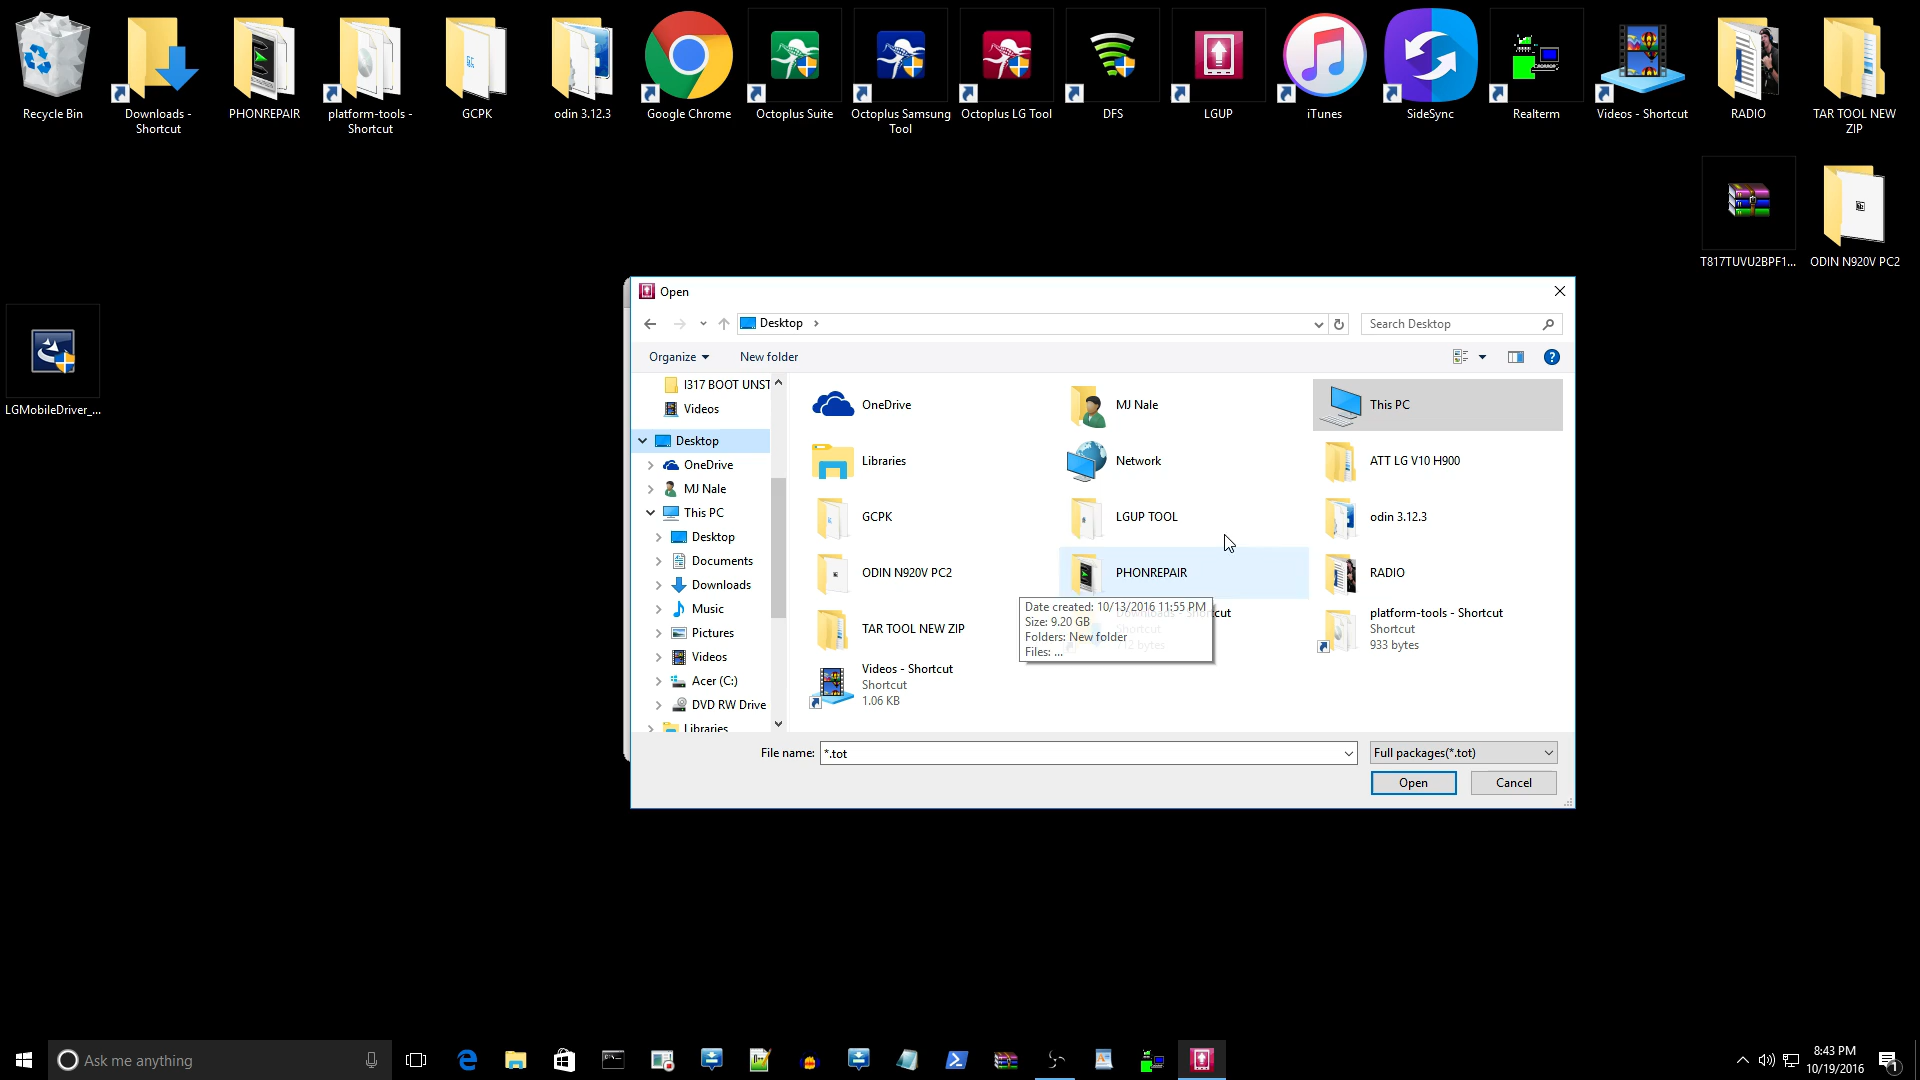 Recycle Bin
Downloads -
Shortcut
PHONREPAIR
platform-tools -
Shortcut
GCPK
odin 3.12.3
Google Chrome
Octoplus Suite
Octoplus Samsung
Tool
Octoplus LG Tool
DFS
LGUP
iTunes
SideSync
Realterm
Videos - Shortcut
RADIO
TAR TOOL NEW
ZIP
T817TUVU2BPF1...
ODIN N920V PC2
LGMobileDriver_...
Open
Desktop
Search Desktop
Organize
New folder
I317 BOOT UNST
Videos
Desktop
OneDrive
MJ Nale
This PC
Desktop
Documents
Downloads
Music
Pictures
Videos
Acer (C:)
DVD RW Drive
Libraries
OneDrive
MJ Nale
This PC
Libraries
Network
ATT LG V10 H900
GCPK
LGUP TOOL
odin 3.12.3
ODIN N920V PC2
PHONREPAIR
RADIO
TAR TOOL NEW ZIP
Date created: 10/13/2016 11:55 PM
Size: 9.20 GB
Folders: New folder
Files: ...
platform-tools - Shortcut
Shortcut
933 bytes
Videos - Shortcut
Shortcut
1.06 KB
File name:
*.tot
Full packages(*.tot)
Open
Cancel
Ask me anything
8:43 PM
10/19/2016
1